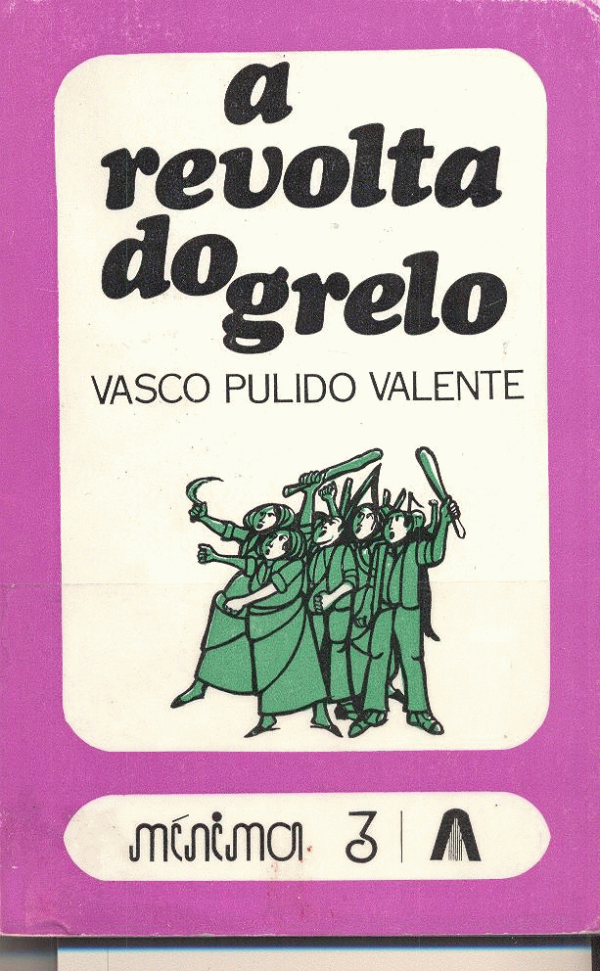 a
revolta
do grelo
VASCO PULIDO VALENTE
mínima 3